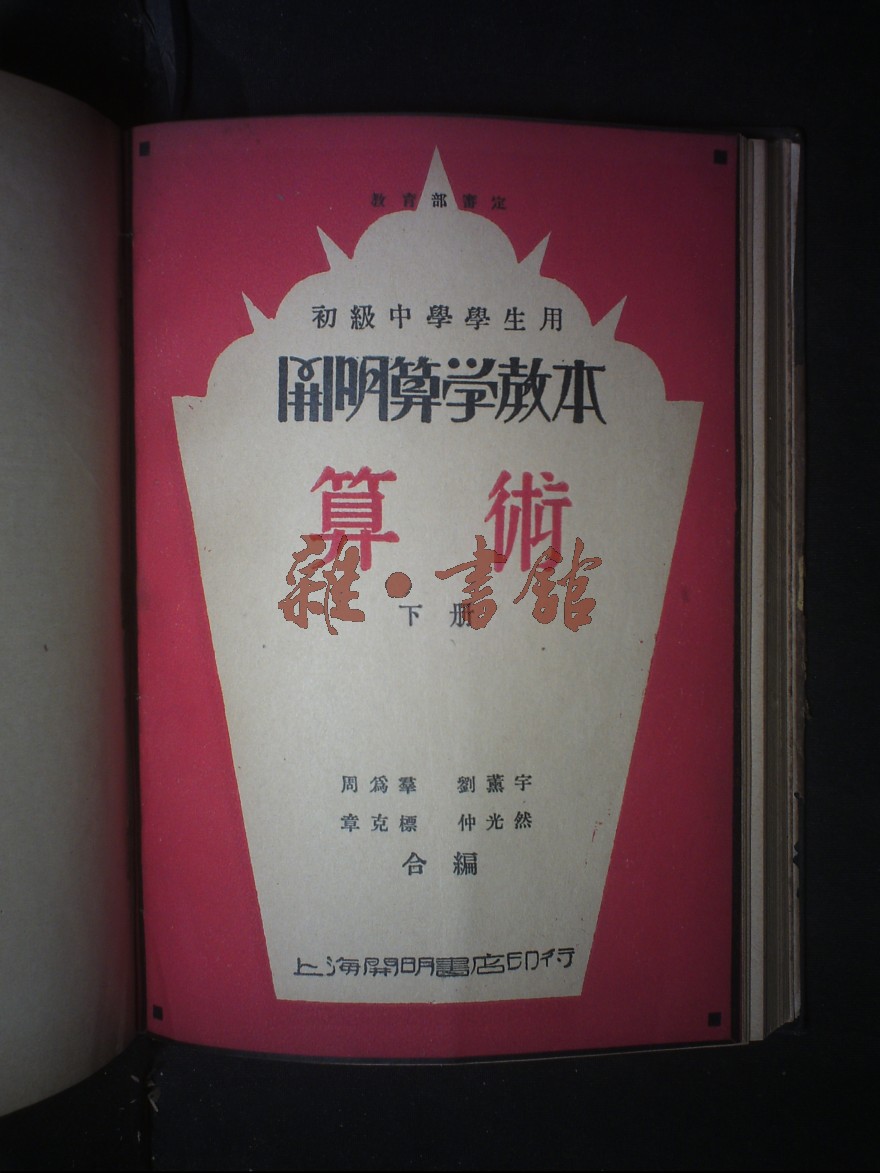 教育部審定
初級中學學生用
開明算学教本
算術
雜·書館
下册
周為羣 劉薰宇
章克標 仲光然
合編
上海開明書店印行